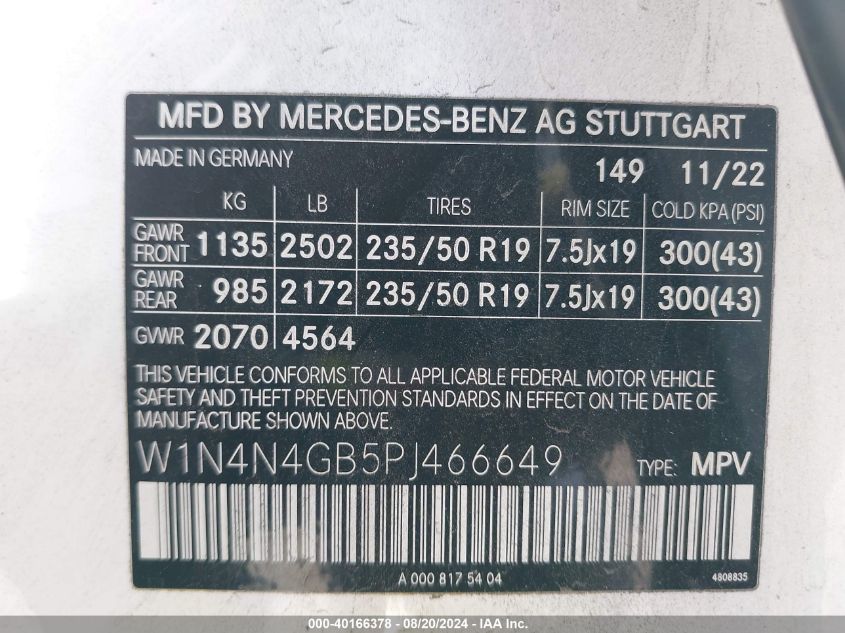 MFD BY MERCEDES-BENZ AG STUTTGART
MADE IN GERMANY 149 11/22
KG LB TIRES RIM SIZE COLD KPA (PSI)
GAWR FRONT 1135 2502 235/50 R19 7.5Jx19 300(43)
GAWR REAR 985 2172 235/50 R19 7.5Jx19 300(43)
GVWR 2070 4564
THIS VEHICLE CONFORMS TO ALL APPLICABLE FEDERAL MOTOR VEHICLE
SAFETY AND THEFT PREVENTION STANDARDS IN EFFECT ON THE DATE OF
MANUFACTURE SHOWN ABOVE.
W1N4N4GB5PJ466649 TYPE: MPV
A 000 817 54 04 4808835
000-40166378 - 08/20/2024 - IAA Inc.